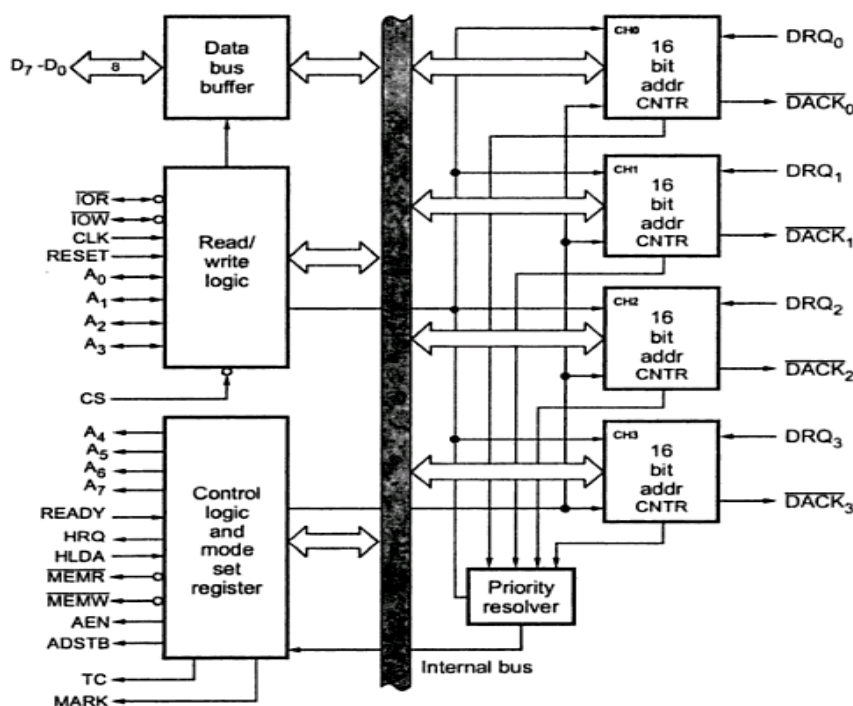 D7 -D0
8
Data
bus
buffer
IOR
IOW
CLK
RESET
A0
A1
A2
A3
CS
Read/
write
logic
A4
A5
A6
A7
READY
HRQ
HLDA
MEMR
MEMW
AEN
ADSTB
TC
MARK
Control
logic
and
mode
set
register
Internal bus
CH0
16
bit
addr
CNTR
DRQ0
DACK0
CH1
16
bit
addr
CNTR
DRQ1
DACK1
CH2
16
bit
addr
CNTR
DRQ2
DACK2
CH3
16
bit
addr
CNTR
DRQ3
DACK3
Priority
resolver